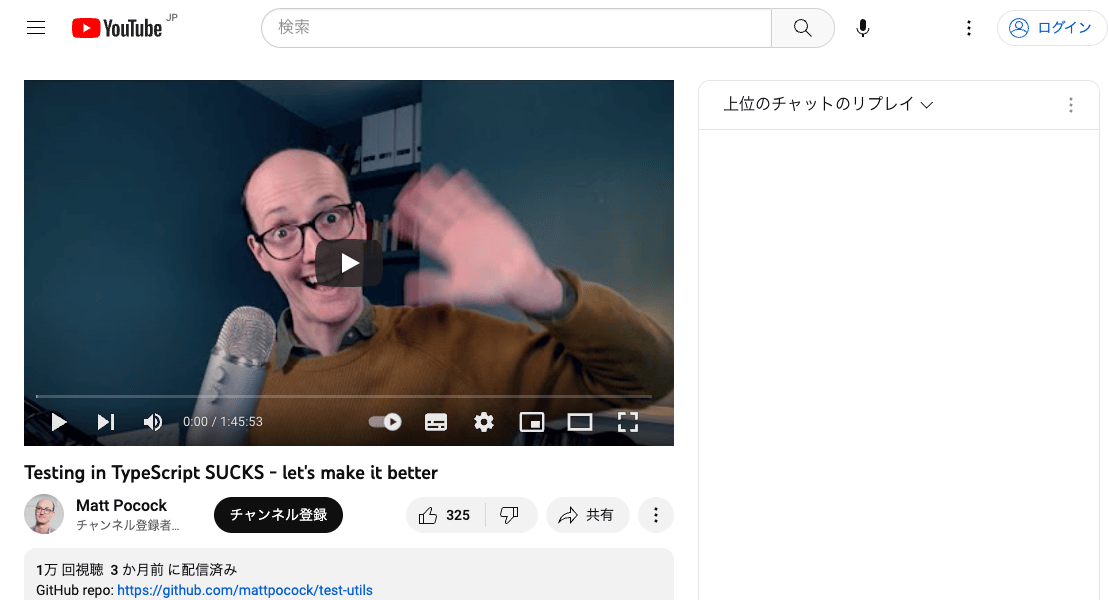 YouTube JP
検索
ログイン
上位のチャットのリプレイ
0:00 / 1:45:53
Testing in TypeScript SUCKS - let's make it better
Matt Pocock
チャンネル登録者...
チャンネル登録
325
共有
1万 回視聴 3 か月前 に配信済み
GitHub repo: https://github.com/mattpocock/test-utils